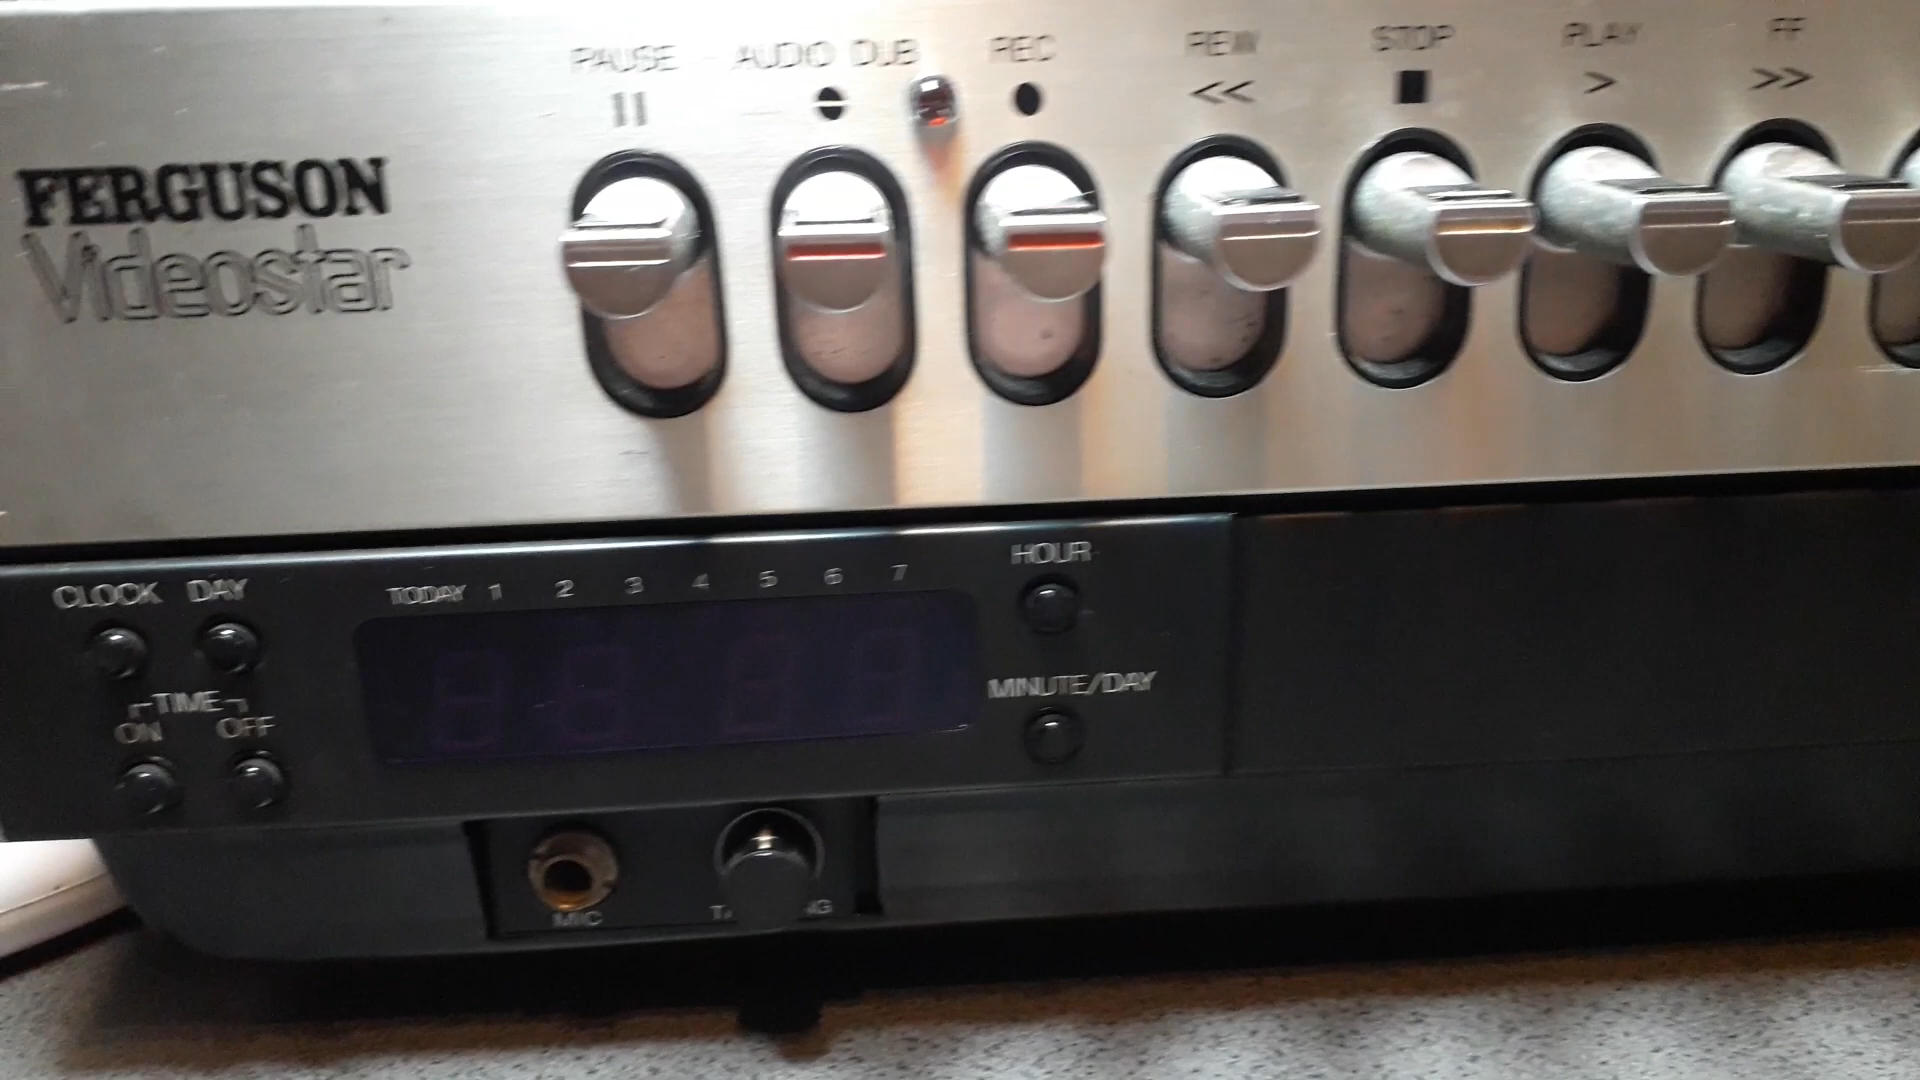 PAUSE AUDIO DUB REC REW STOP PLAY FF
<< > >>
FERGUSON
Videostar
CLOCK DAY
TODAY 1 2 3 4 5 6 7
HOUR
TIME
ON OFF
MINUTE/DAY
MIC